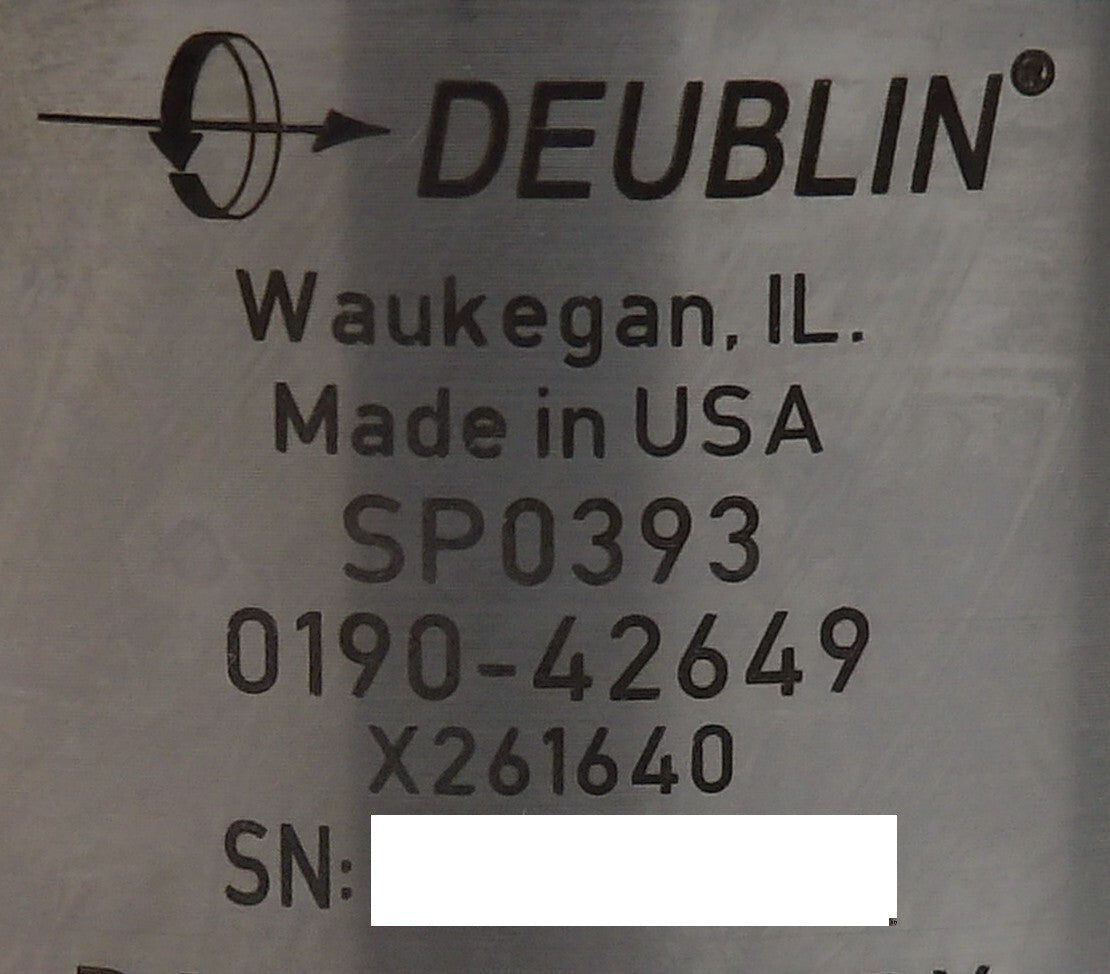 DEUBLIN®
Waukegan, IL.
Made in USA
SP0393
0190-42649
X261640
SN: